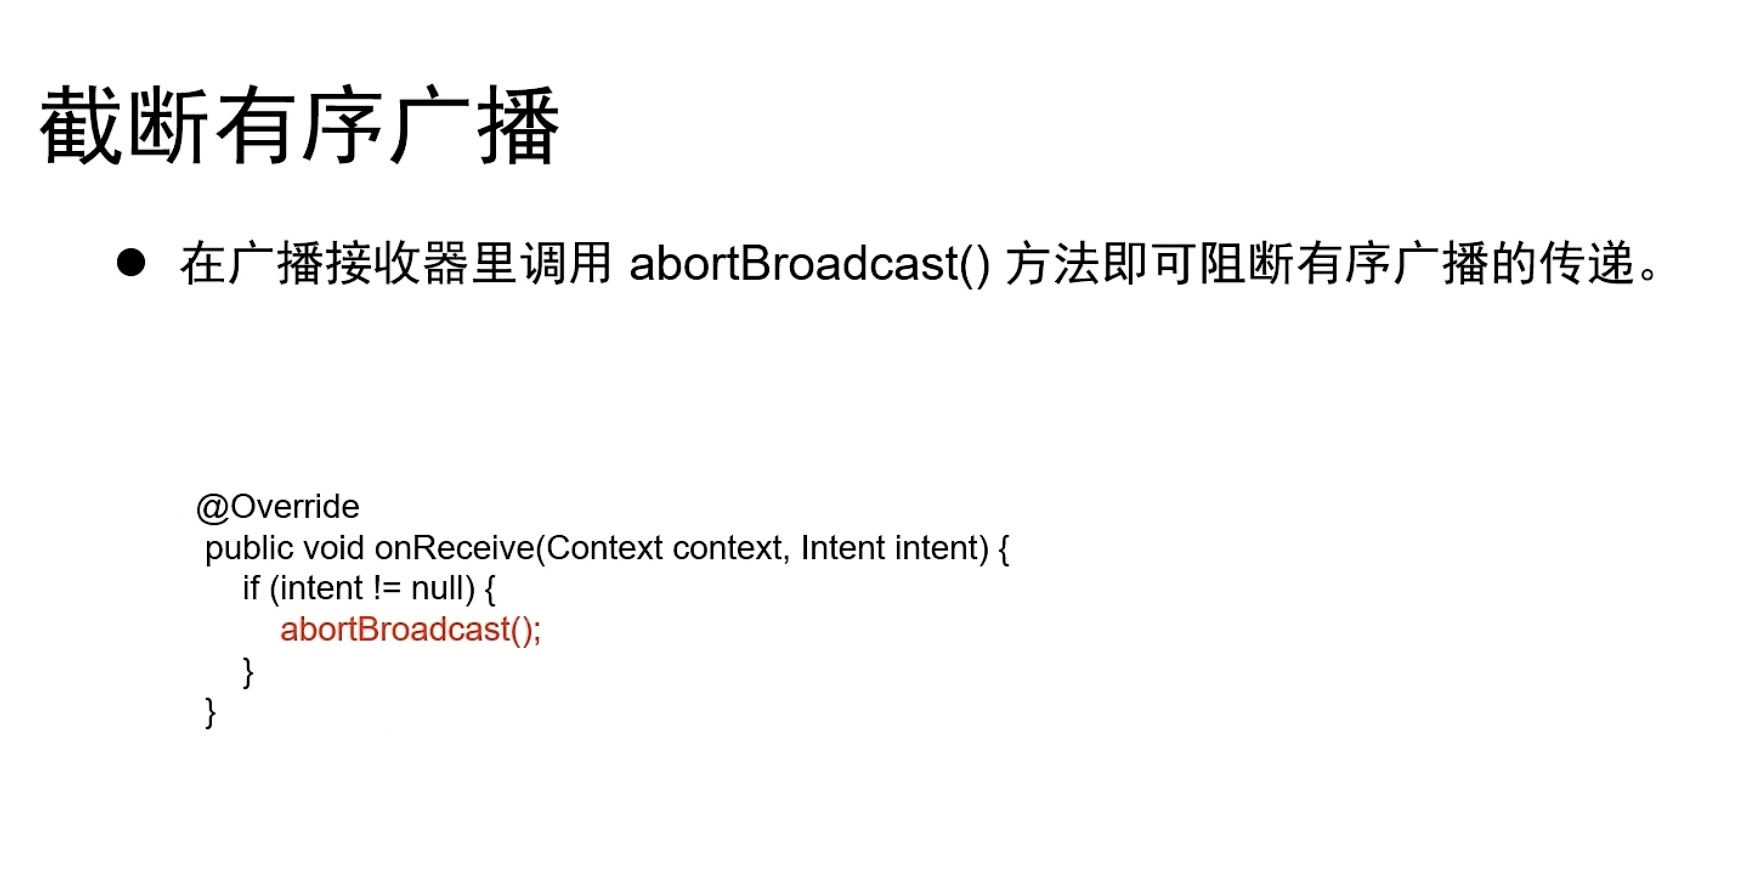 截断有序广播
● 在广播接收器里调用 abortBroadcast() 方法即可阻断有序广播的传递。
@Override
public void onReceive(Context context, Intent intent) {
if (intent != null) {
abortBroadcast();
}
}